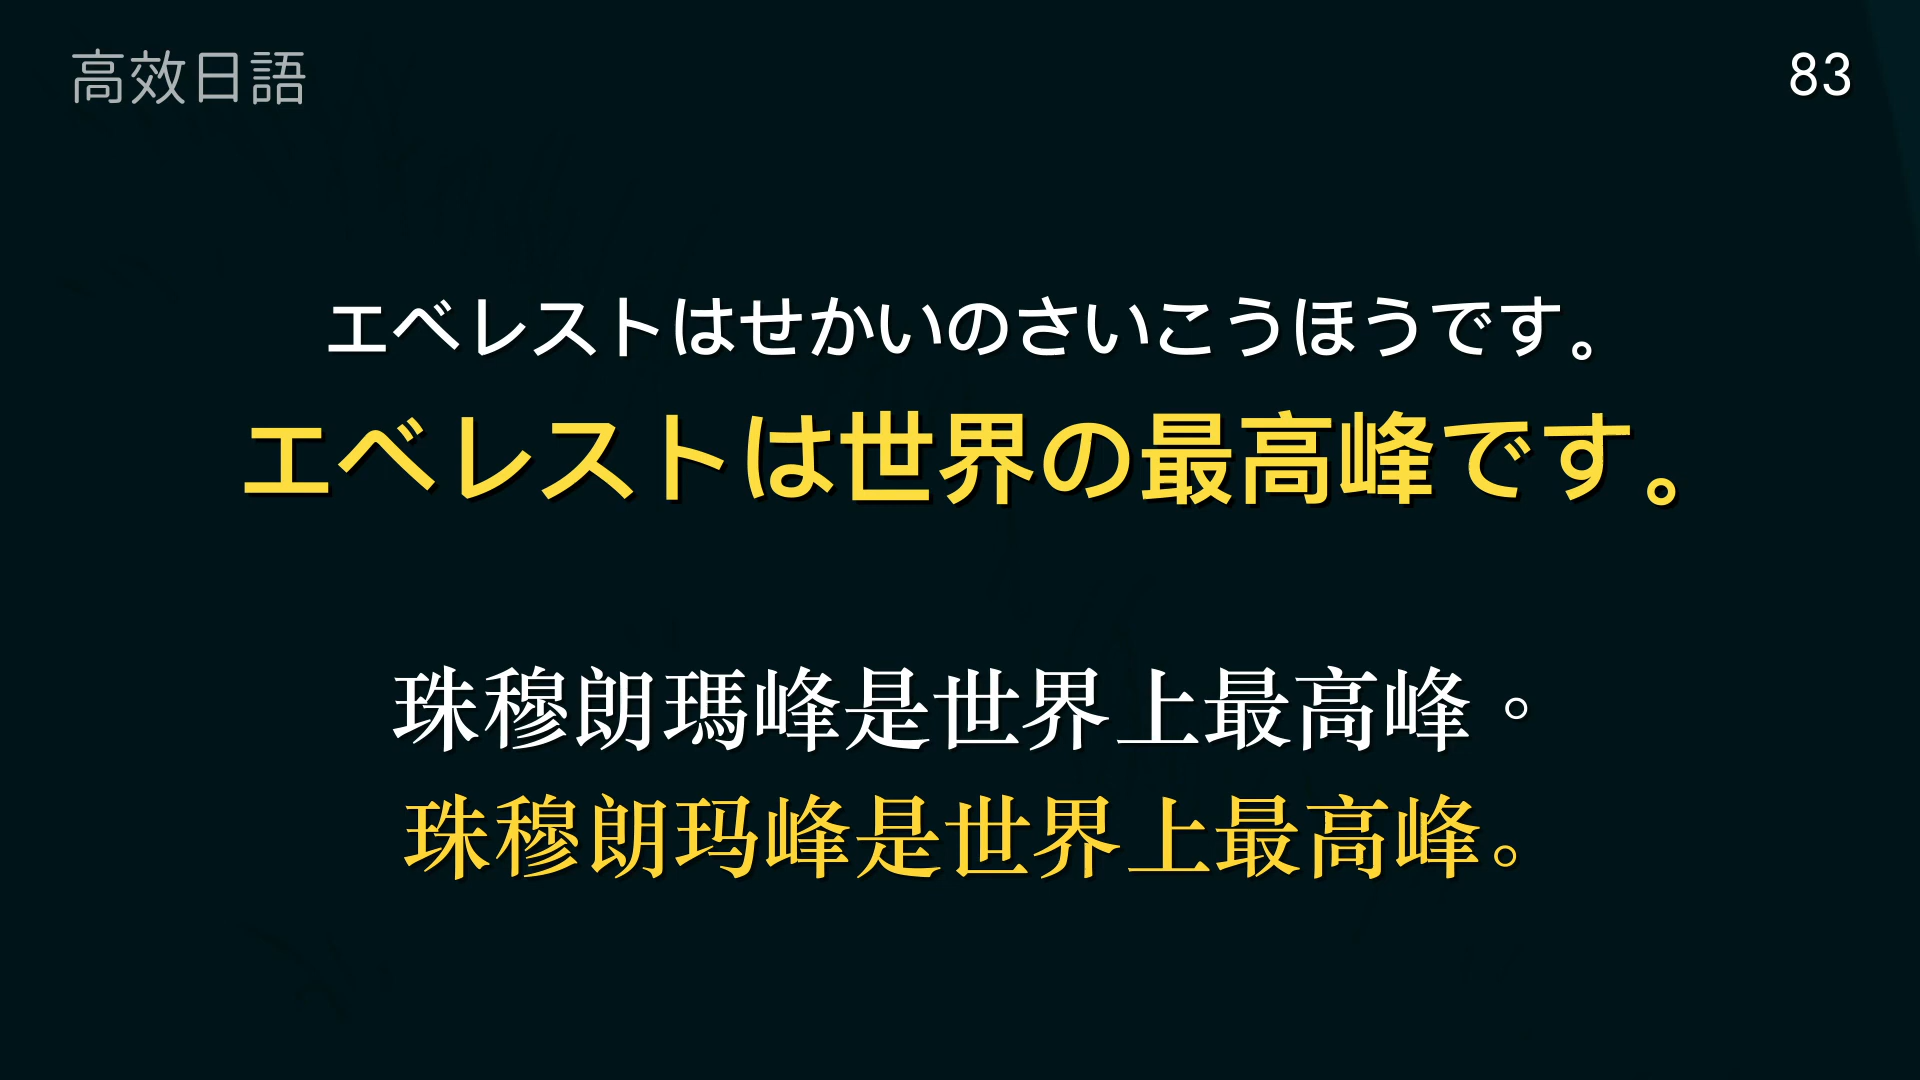 高效日語
83
エベレストはせかいのさいこうほうです。
エベレストは世界の最高峰です。
珠穆朗瑪峰是世界上最高峰。
珠穆朗玛峰是世界上最高峰。